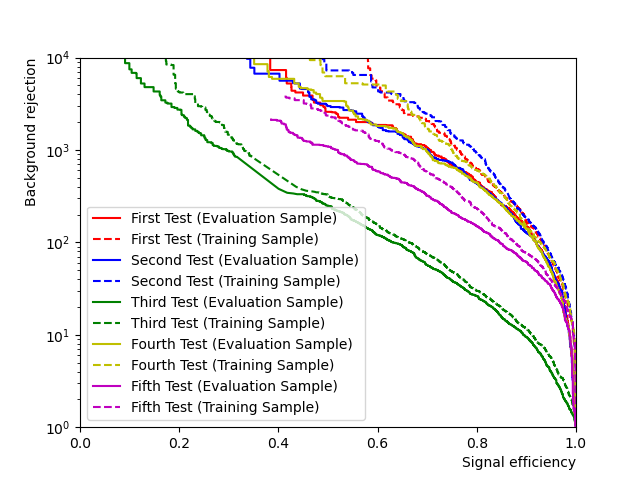 Background rejection
10⁴
10³
10²
10¹
10⁰
First Test (Evaluation Sample)
First Test (Training Sample)
Second Test (Evaluation Sample)
Second Test (Training Sample)
Third Test (Evaluation Sample)
Third Test (Training Sample)
Fourth Test (Evaluation Sample)
Fourth Test (Training Sample)
Fifth Test (Evaluation Sample)
Fifth Test (Training Sample)
0.0 0.2 0.4 0.6 0.8 1.0
Signal efficiency